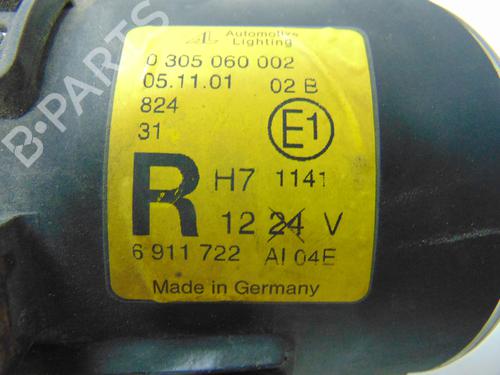 AL Automotive
Lighting
0 305 060 002
05.11.01 02 B
824
31
E1
R H7 1141
12 24 V
6 911 722 AI 04E
Made in Germany
B-PARTS